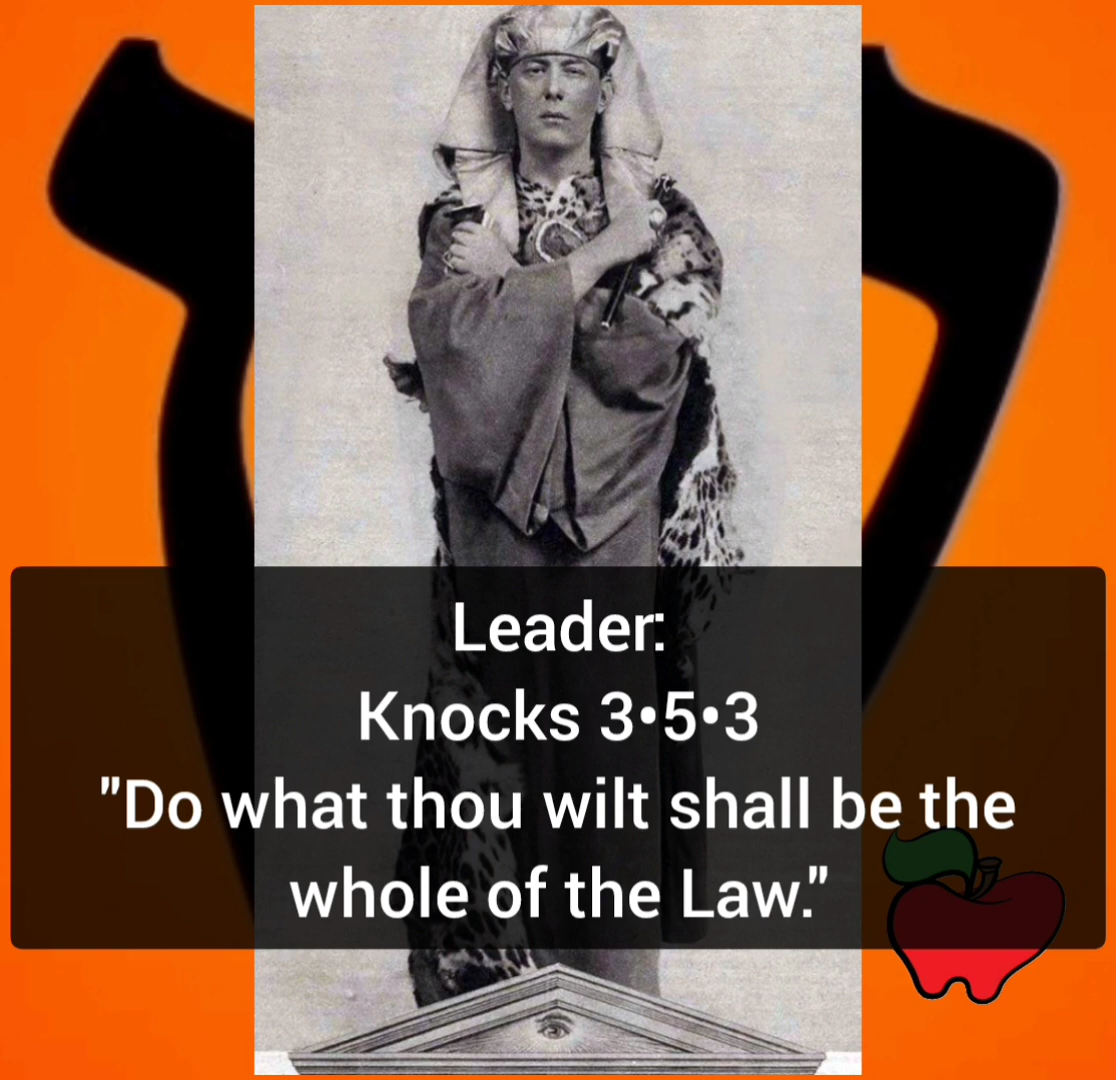 Leader:
Knocks 3•5•3
"Do what thou wilt shall be the
whole of the Law."